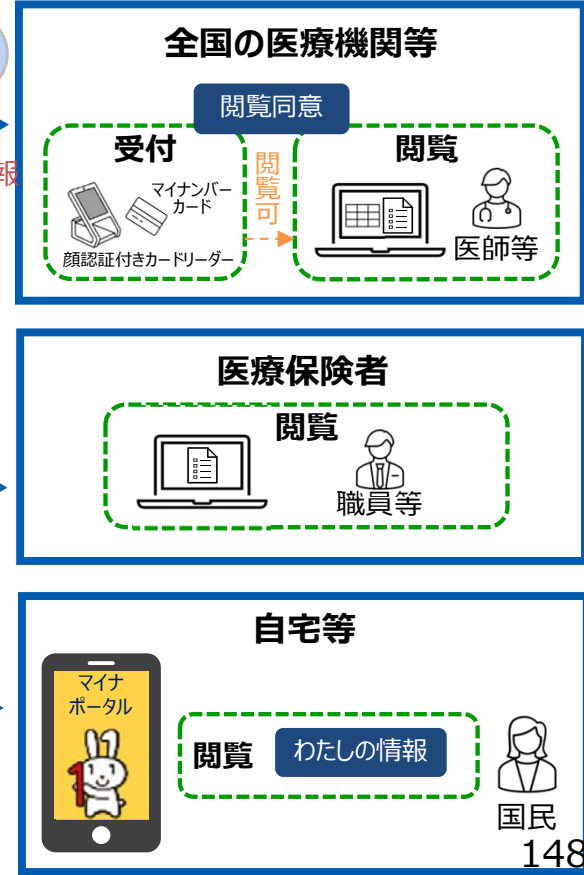 全国の医療機関等
閲覧同意
受付
マイナンバー
カード
顔認証付きカードリーダー
報
閲覧可
閲覧
医師等
医療保険者
閲覧
職員等
自宅等
マイナ
ポータル
1
閲覧
わたしの情報
国民
148